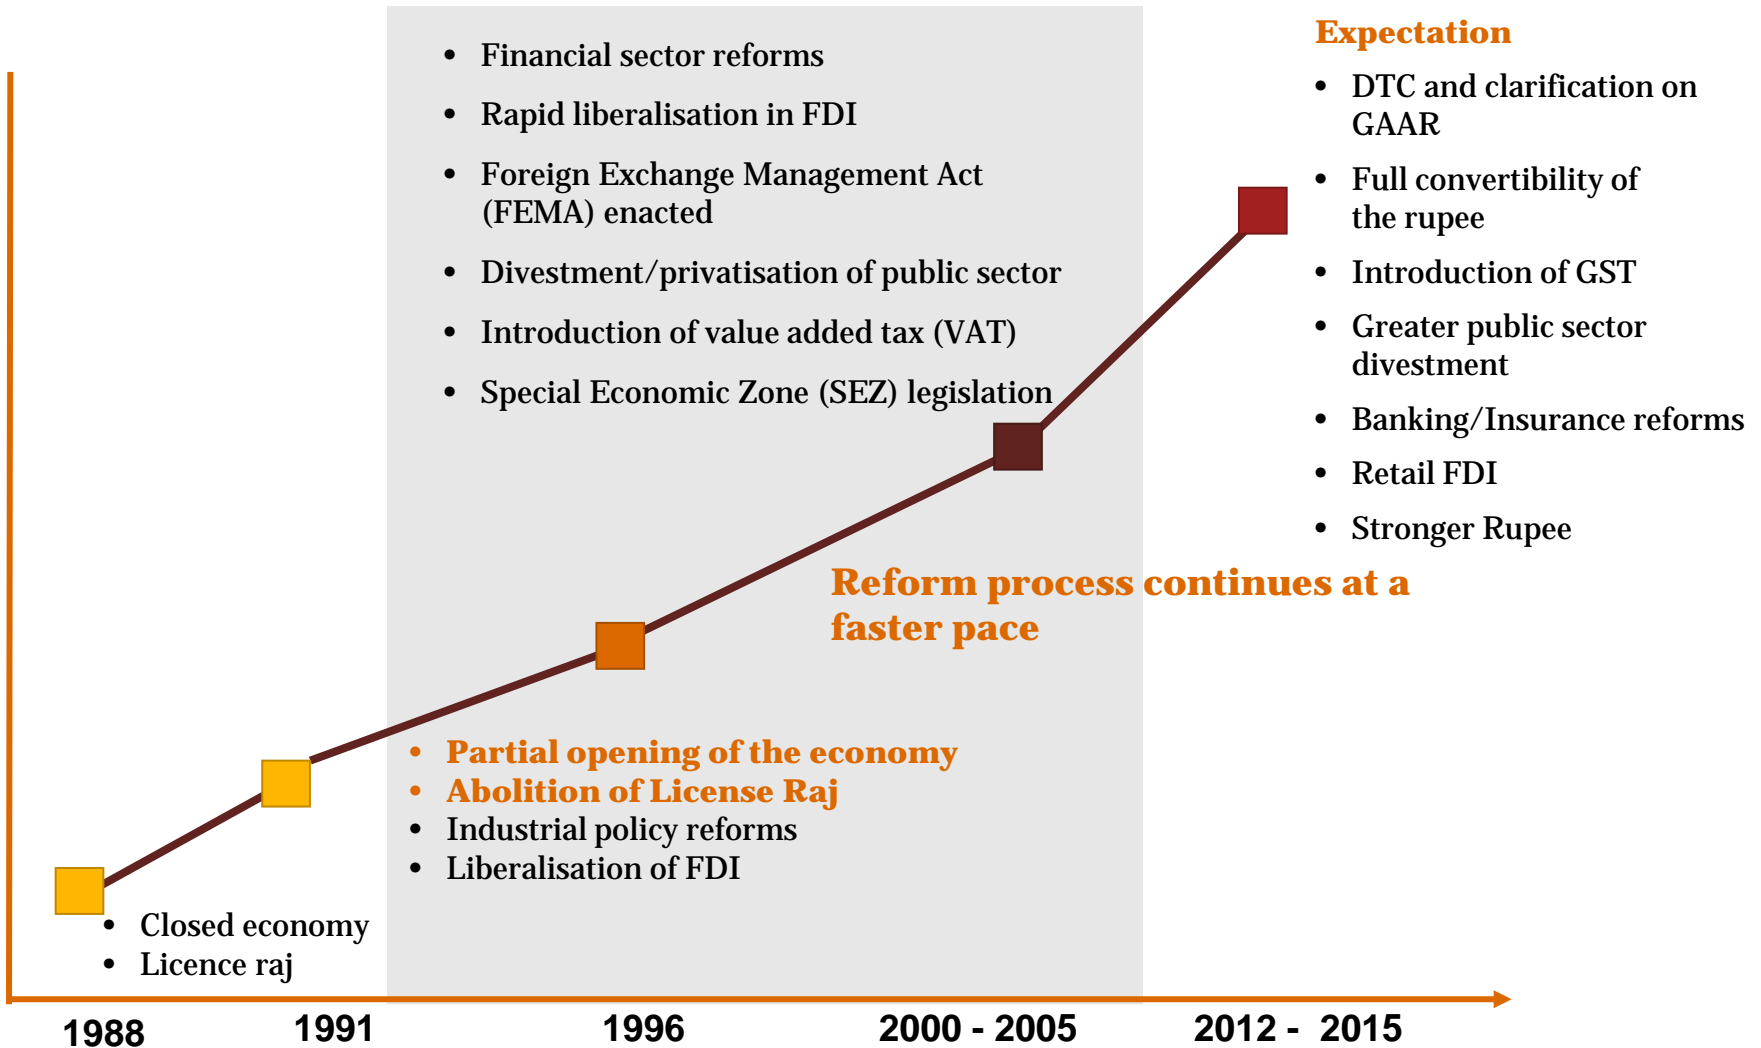 • Financial sector reforms
• Rapid liberalisation in FDI
• Foreign Exchange Management Act
(FEMA) enacted
• Divestment/privatisation of public sector
• Introduction of value added tax (VAT)
• Special Economic Zone (SEZ) legislation
Expectation
• DTC and clarification on
GAAR
• Full convertibility of
the rupee
• Introduction of GST
• Greater public sector
divestment
• Banking/Insurance reforms
• Retail FDI
• Stronger Rupee
Reform process continues at a
faster pace
• Partial opening of the economy
• Abolition of License Raj
• Industrial policy reforms
• Liberalisation of FDI
• Closed economy
• Licence raj
1988 1991 1996 2000 - 2005 2012 - 2015